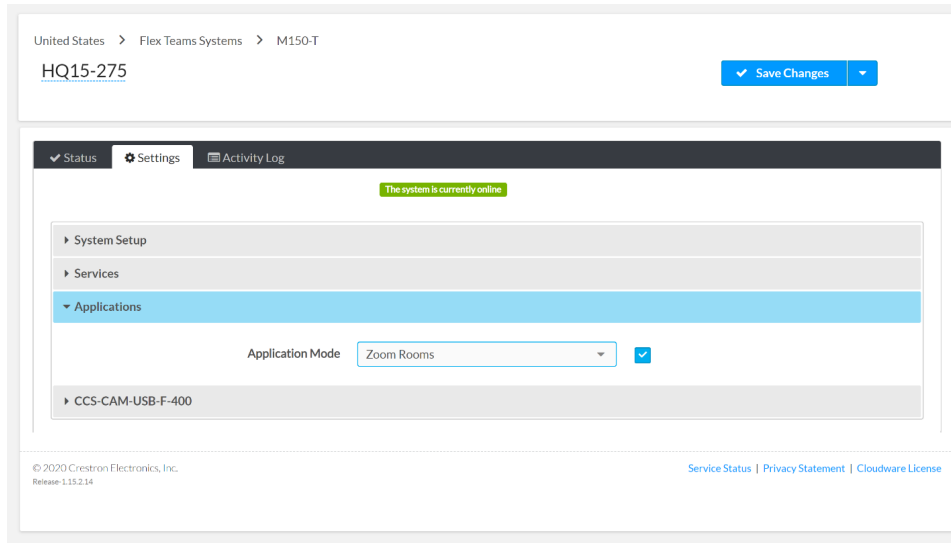 United States > Flex Teams Systems > M150-T
HQ15-275
Save Changes
Status Settings Activity Log
The system is currently online
System Setup
Services
Applications
Application Mode Zoom Rooms
CCS-CAM-USB-F-400
© 2020 Crestron Electronics, Inc.
Service Status | Privacy Statement | Cloudware License
Release-1.15.2.14